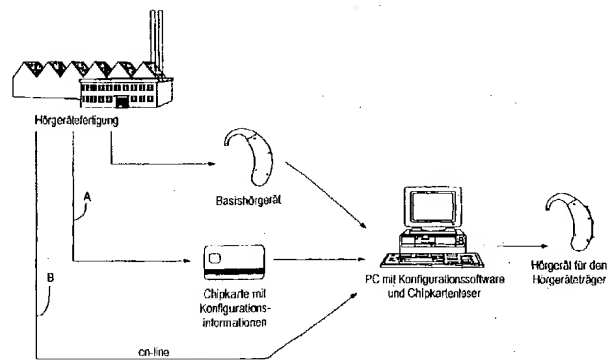 Hörgerätefertigung
A
Basishörgerät
B
Chipkarte mit
Konfigurations-
informationen
PC mit Konfigurationssoftware
und Chipkartenleser
Hörgerät für den
Hörgeräteträger
on-line